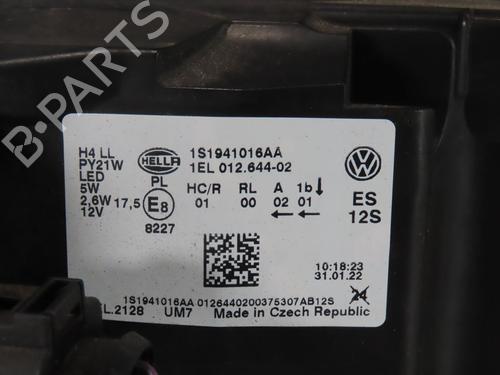 B-PARTS
H4 LL
PY21W
LED
5W
2,6W
12V
17,5
HELLA
PL
E8
8227
1S1941016AA
1EL 012.644-02
HC/R RL A 1b
01 00 02 01
ES
12S
10:18:23
31.01.22
1S1941016AA 0126440200375307AB12S
L.2128 UM7 Made in Czech Republic
24